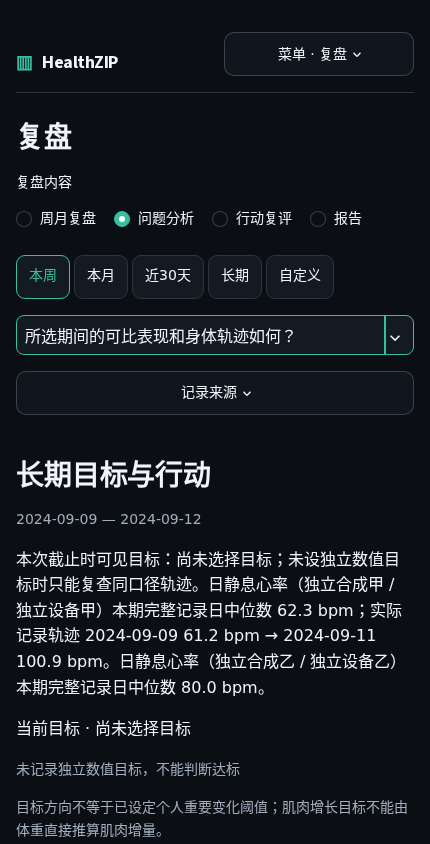 HealthZIP
菜单 · 复盘
复盘
复盘内容
周月复盘 问题分析 行动复评 报告
本周 本月 近30天 长期 自定义
所选期间的可比表现和身体轨迹如何？
记录来源
长期目标与行动
2024-09-09 — 2024-09-12
本次截止时可见目标：尚未选择目标；未设独立数值目
标时只能复查同口径轨迹。日静息心率（独立合成甲 /
独立设备甲）本期完整记录日中位数 62.3 bpm；实际
记录轨迹 2024-09-09 61.2 bpm → 2024-09-11
100.9 bpm。日静息心率（独立合成乙 / 独立设备乙）
本期完整记录日中位数 80.0 bpm。
当前目标 · 尚未选择目标
未记录独立数值目标，不能判断达标
目标方向不等于已设定个人重要变化阈值；肌肉增长目标不能由
体重直接推算肌肉增量。